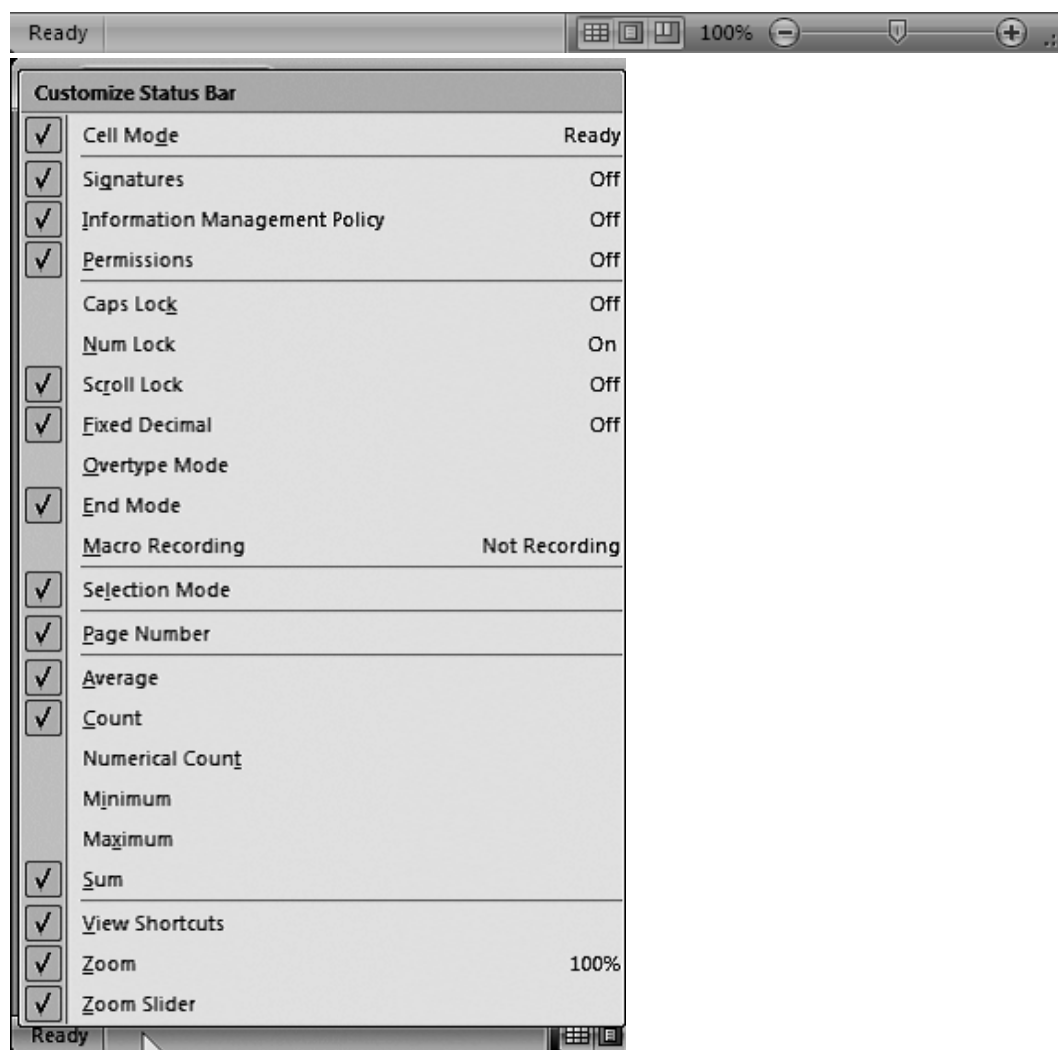 Ready 100%
Customize Status Bar
Cell Mode Ready
Signatures Off
Information Management Policy Off
Permissions Off
Caps Lock Off
Num Lock On
Scroll Lock Off
Fixed Decimal Off
Overtype Mode
End Mode
Macro Recording Not Recording
Selection Mode
Page Number
Average
Count
Numerical Count
Minimum
Maximum
Sum
View Shortcuts
Zoom 100%
Zoom Slider
Ready